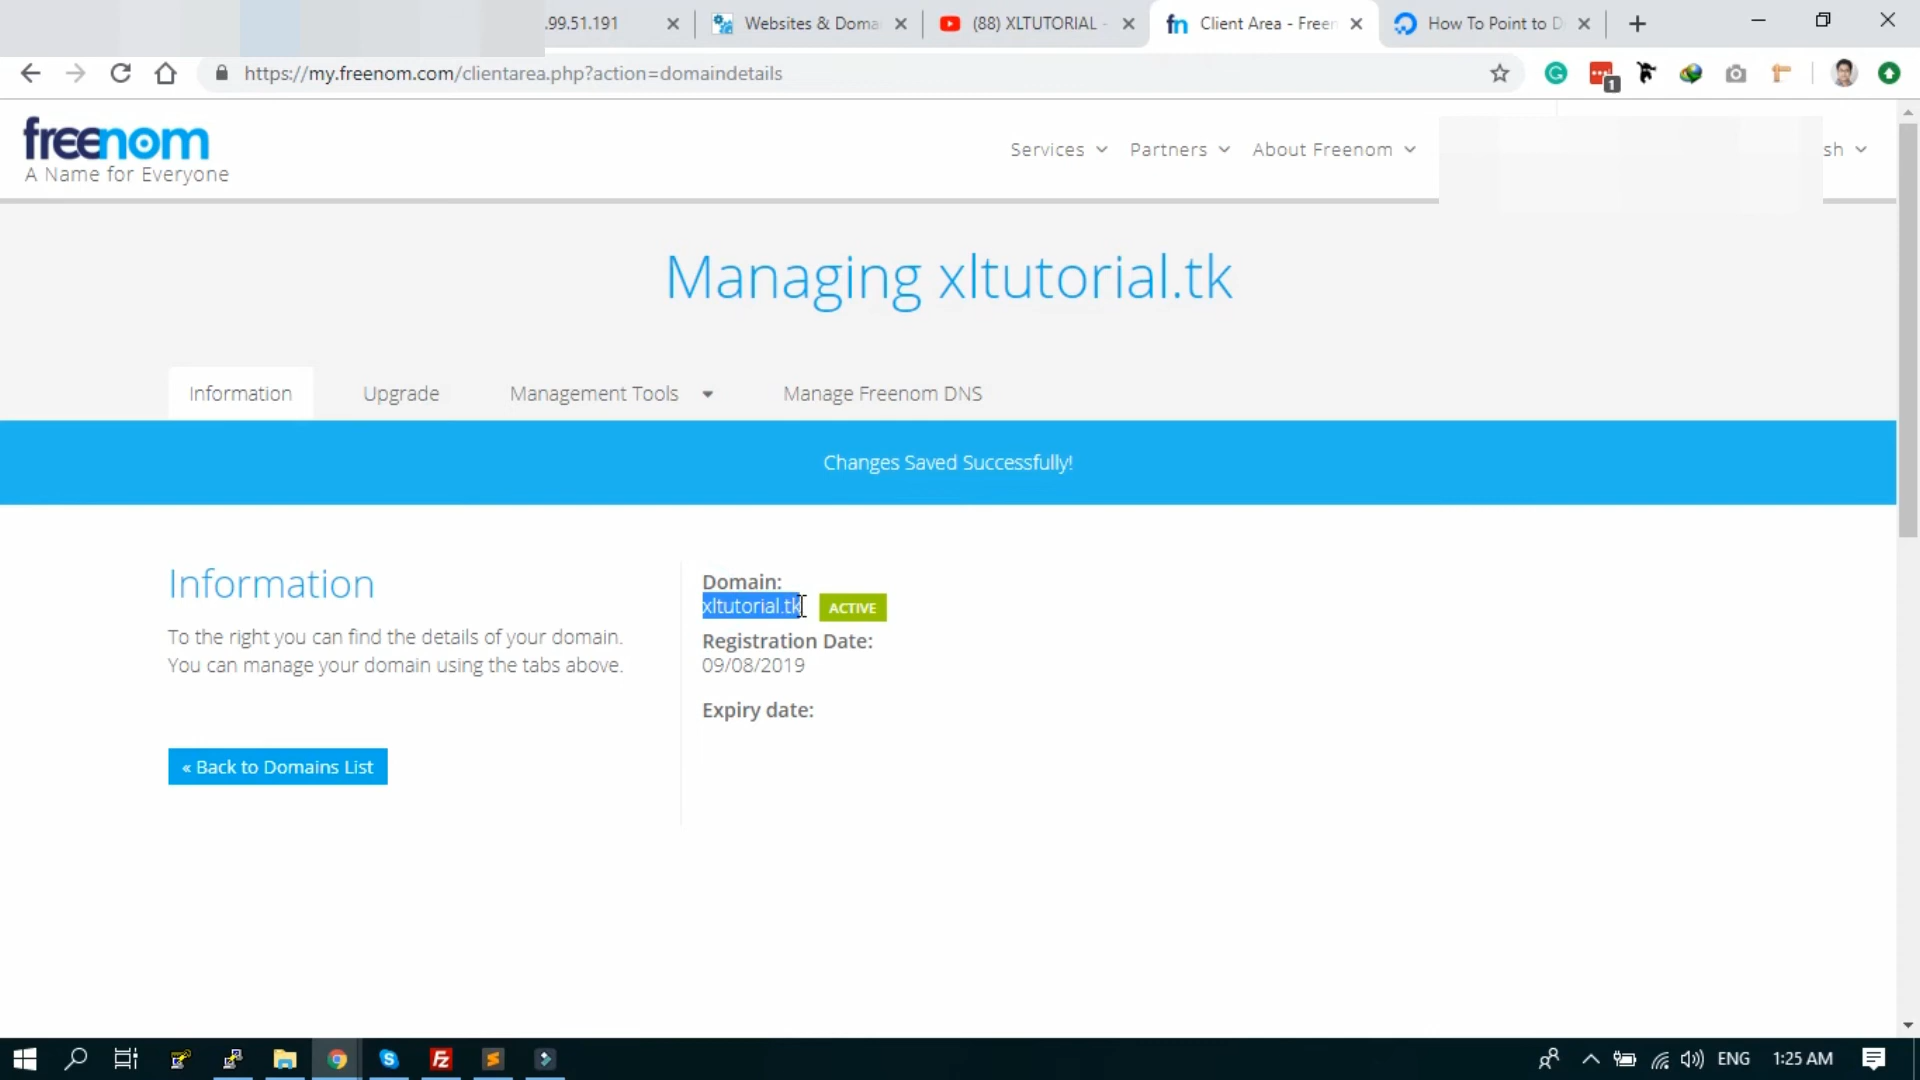 .99.51.191
Websites & Doma
(88) XLTUTORIAL -
Client Area - Freen
How To Point to D
https://my.freenom.com/clientarea.php?action=domaindetails
1
freenom
A Name for Everyone
Services
Partners
About Freenom
sh
Managing xltutorial.tk
Information
Upgrade
Management Tools
Manage Freenom DNS
Changes Saved Successfully!
Information
To the right you can find the details of your domain.
You can manage your domain using the tabs above.
« Back to Domains List
Domain:
xltutorial.tk ACTIVE
Registration Date:
09/08/2019
Expiry date:
ENG
1:25 AM